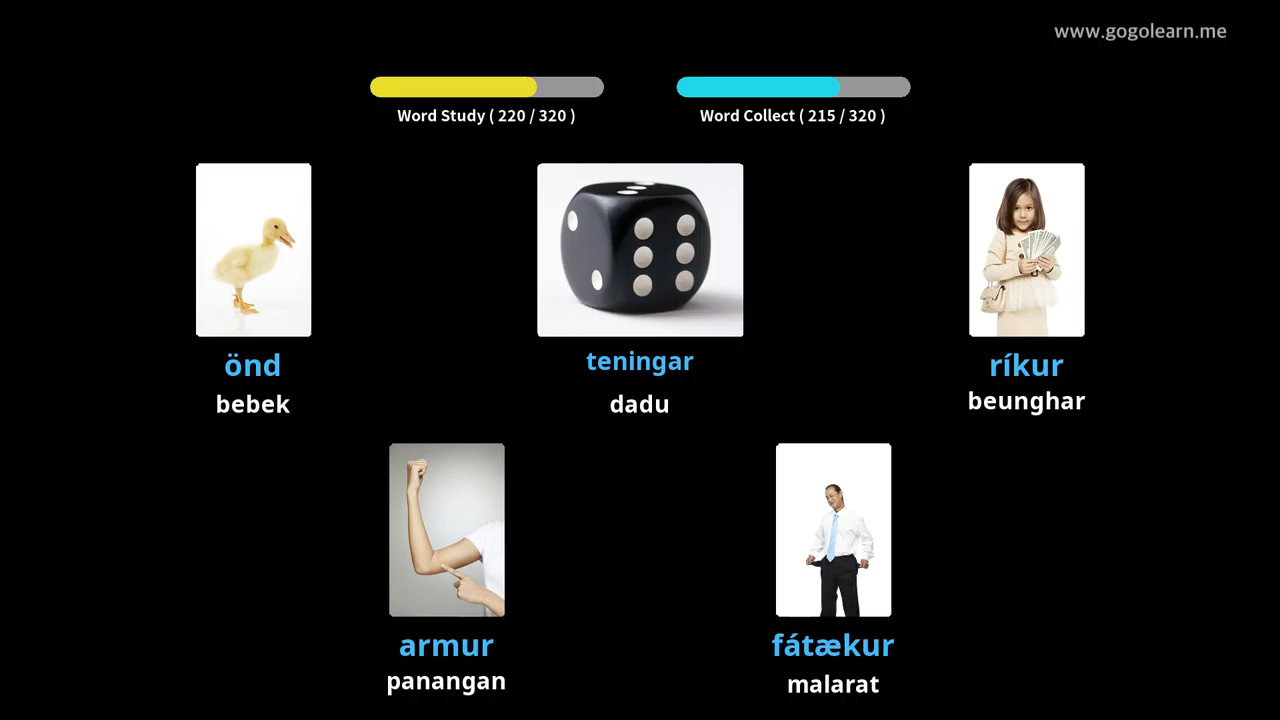 www.gogolearn.me
Word Study ( 220 / 320 )
Word Collect ( 215 / 320 )
önd
bebek
teningar
dadu
ríkur
beunghar
armur
panangan
fátækur
malarat